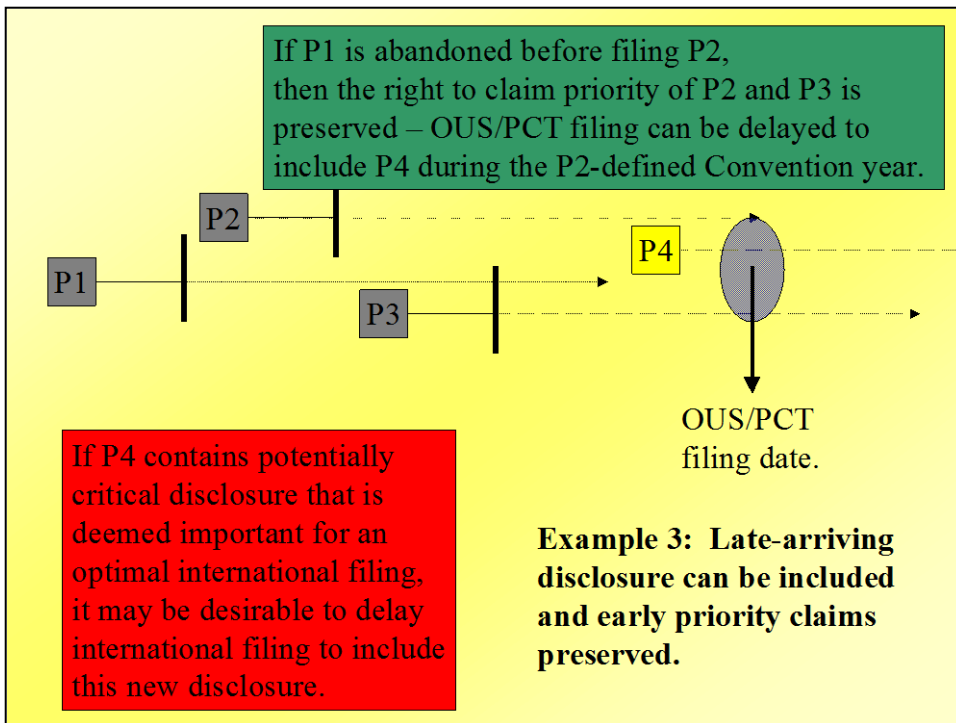 If P1 is abandoned before filing P2,
then the right to claim priority of P2 and P3 is
preserved – OUS/PCT filing can be delayed to
include P4 during the P2-defined Convention year.
P2
P4
P1
P3
OUS/PCT
filing date.
If P4 contains potentially
critical disclosure that is
deemed important for an
optimal international filing,
it may be desirable to delay
international filing to include
this new disclosure.
Example 3:  Late-arriving
disclosure can be included
and early priority claims
preserved.